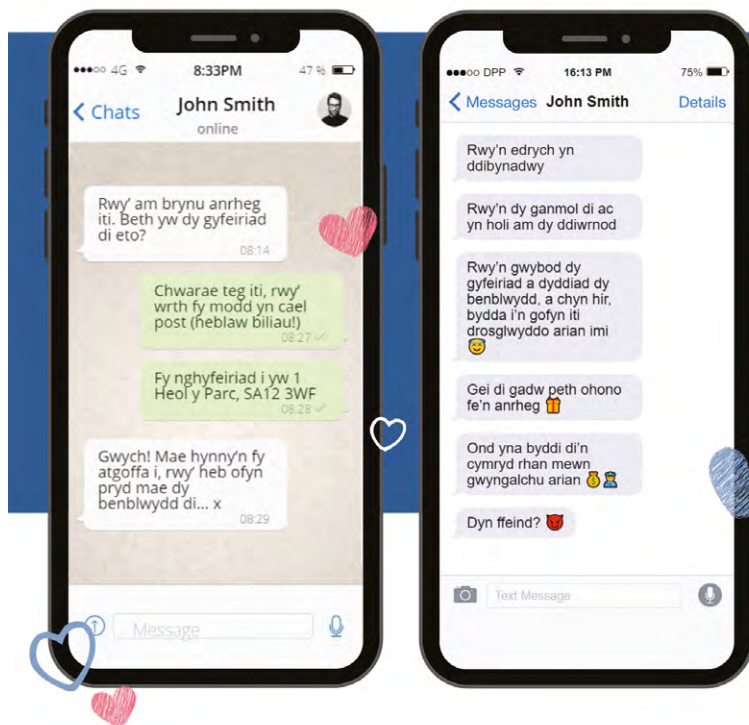 ●●●○○ 4G 8:33PM 47 %
Chats John Smith
online
Rwy' am brynu anrheg
iti. Beth yw dy gyfeiriad
di eto?
08:14
Chwarae teg iti, rwy'
wrth fy modd yn cael
post (heblaw biliau!)
08:27
Fy nghyfeiriad i yw 1
Heol y Parc, SA12 3WF
08:28
Gwych! Mae hynny'n fy
atgoffa i, rwy' heb ofyn
pryd mae dy
benblwydd di... x
08:29
Message
●●●●○○ DPP 16:13 PM 75%
Messages John Smith Details
Rwy'n edrych yn
ddibynadwy
Rwy'n dy ganmol di ac
yn holi am dy ddiwrnod
Rwy'n gwybod dy
gyfeiriad a dyddiad dy
benblwydd, a chyn hir,
bydda i'n gofyn iti
drosglwyddo arian imi
😇
Gei di gadw peth ohono
fe'n anrheg 🎁
Ond yna byddi di'n
cymryd rhan mewn
gwyngalchu arian 💰👮
Dyn ffeind? 😈
Text Message